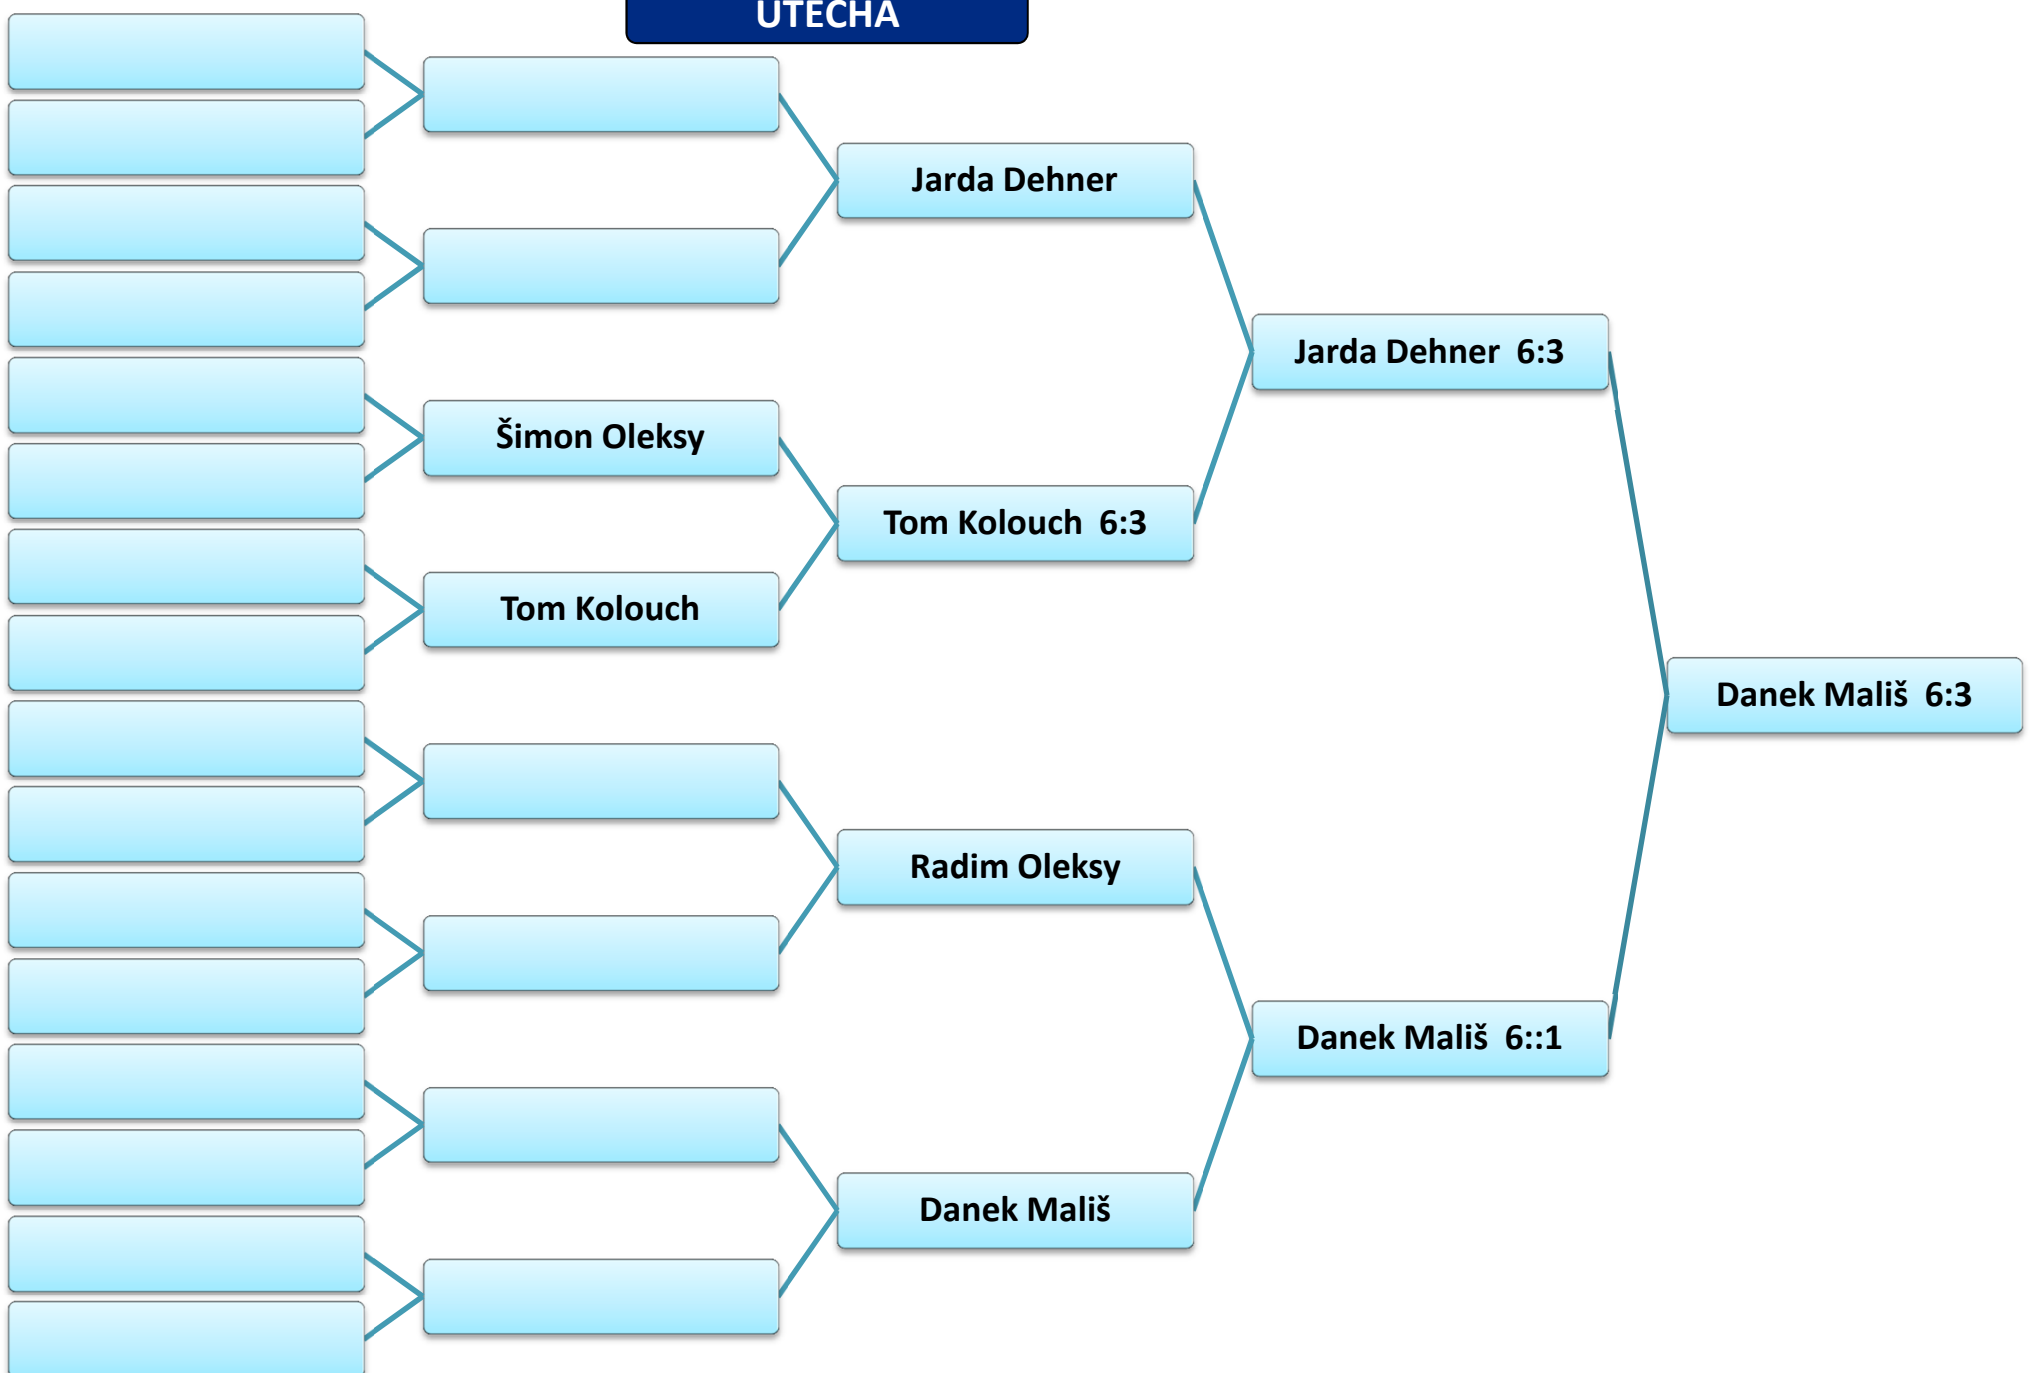 UTECHA
Jarda Dehner
Jarda Dehner 6:3
Šimon Oleksy
Tom Kolouch 6:3
Tom Kolouch
Danek Mališ 6:3
Radim Oleksy
Danek Mališ 6::1
Danek Mališ